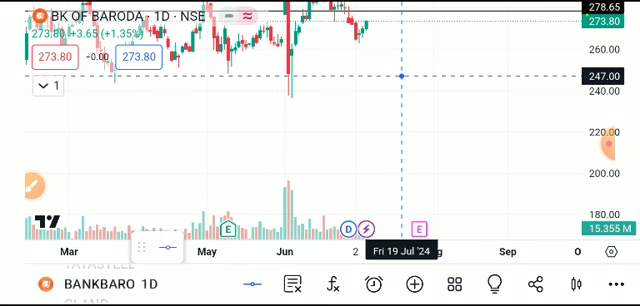 BK OF BARODA · 1D · NSE
278.65
273.80 +3.65 (+1.35%)
273.80
273.80 −0.00 273.80
260.00
247.00
1
240.00
220.00
200.00
180.00
15.355 M
E D E
Mar May Jun 2 Fri 19 Jul '24 Sep
BANKBARO 1D